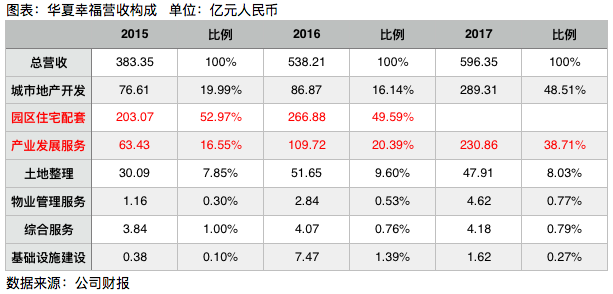 图表：华夏幸福营收构成 单位：亿元人民币
2015 比例 2016 比例 2017 比例
总营收 383.35 100% 538.21 100% 596.35 100%
城市地产开发 76.61 19.99% 86.87 16.14% 289.31 48.51%
园区住宅配套 203.07 52.97% 266.88 49.59%
产业发展服务 63.43 16.55% 109.72 20.39% 230.86 38.71%
土地整理 30.09 7.85% 51.65 9.60% 47.91 8.03%
物业管理服务 1.16 0.30% 2.84 0.53% 4.62 0.77%
综合服务 3.84 1.00% 4.07 0.76% 4.18 0.79%
基础设施建设 0.38 0.10% 7.47 1.39% 1.62 0.27%
数据来源：公司财报